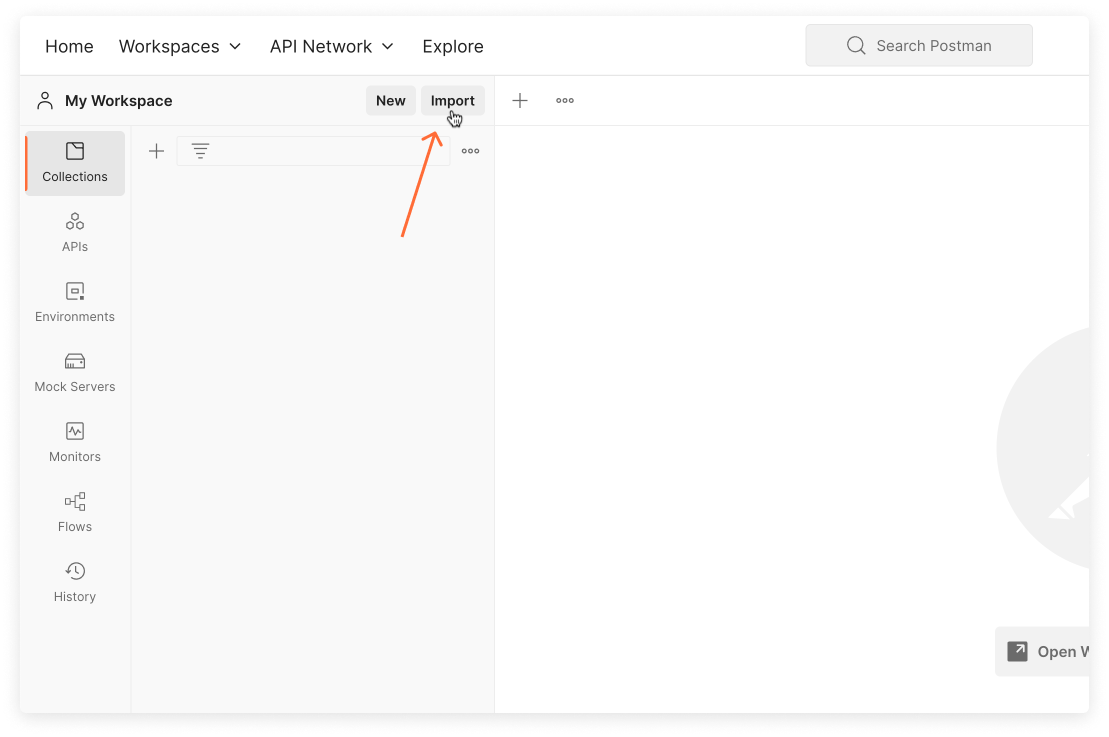 Home Workspaces API Network Explore Search Postman
My Workspace New Import
Collections
APIs
Environments
Mock Servers
Monitors
Flows
History
Open